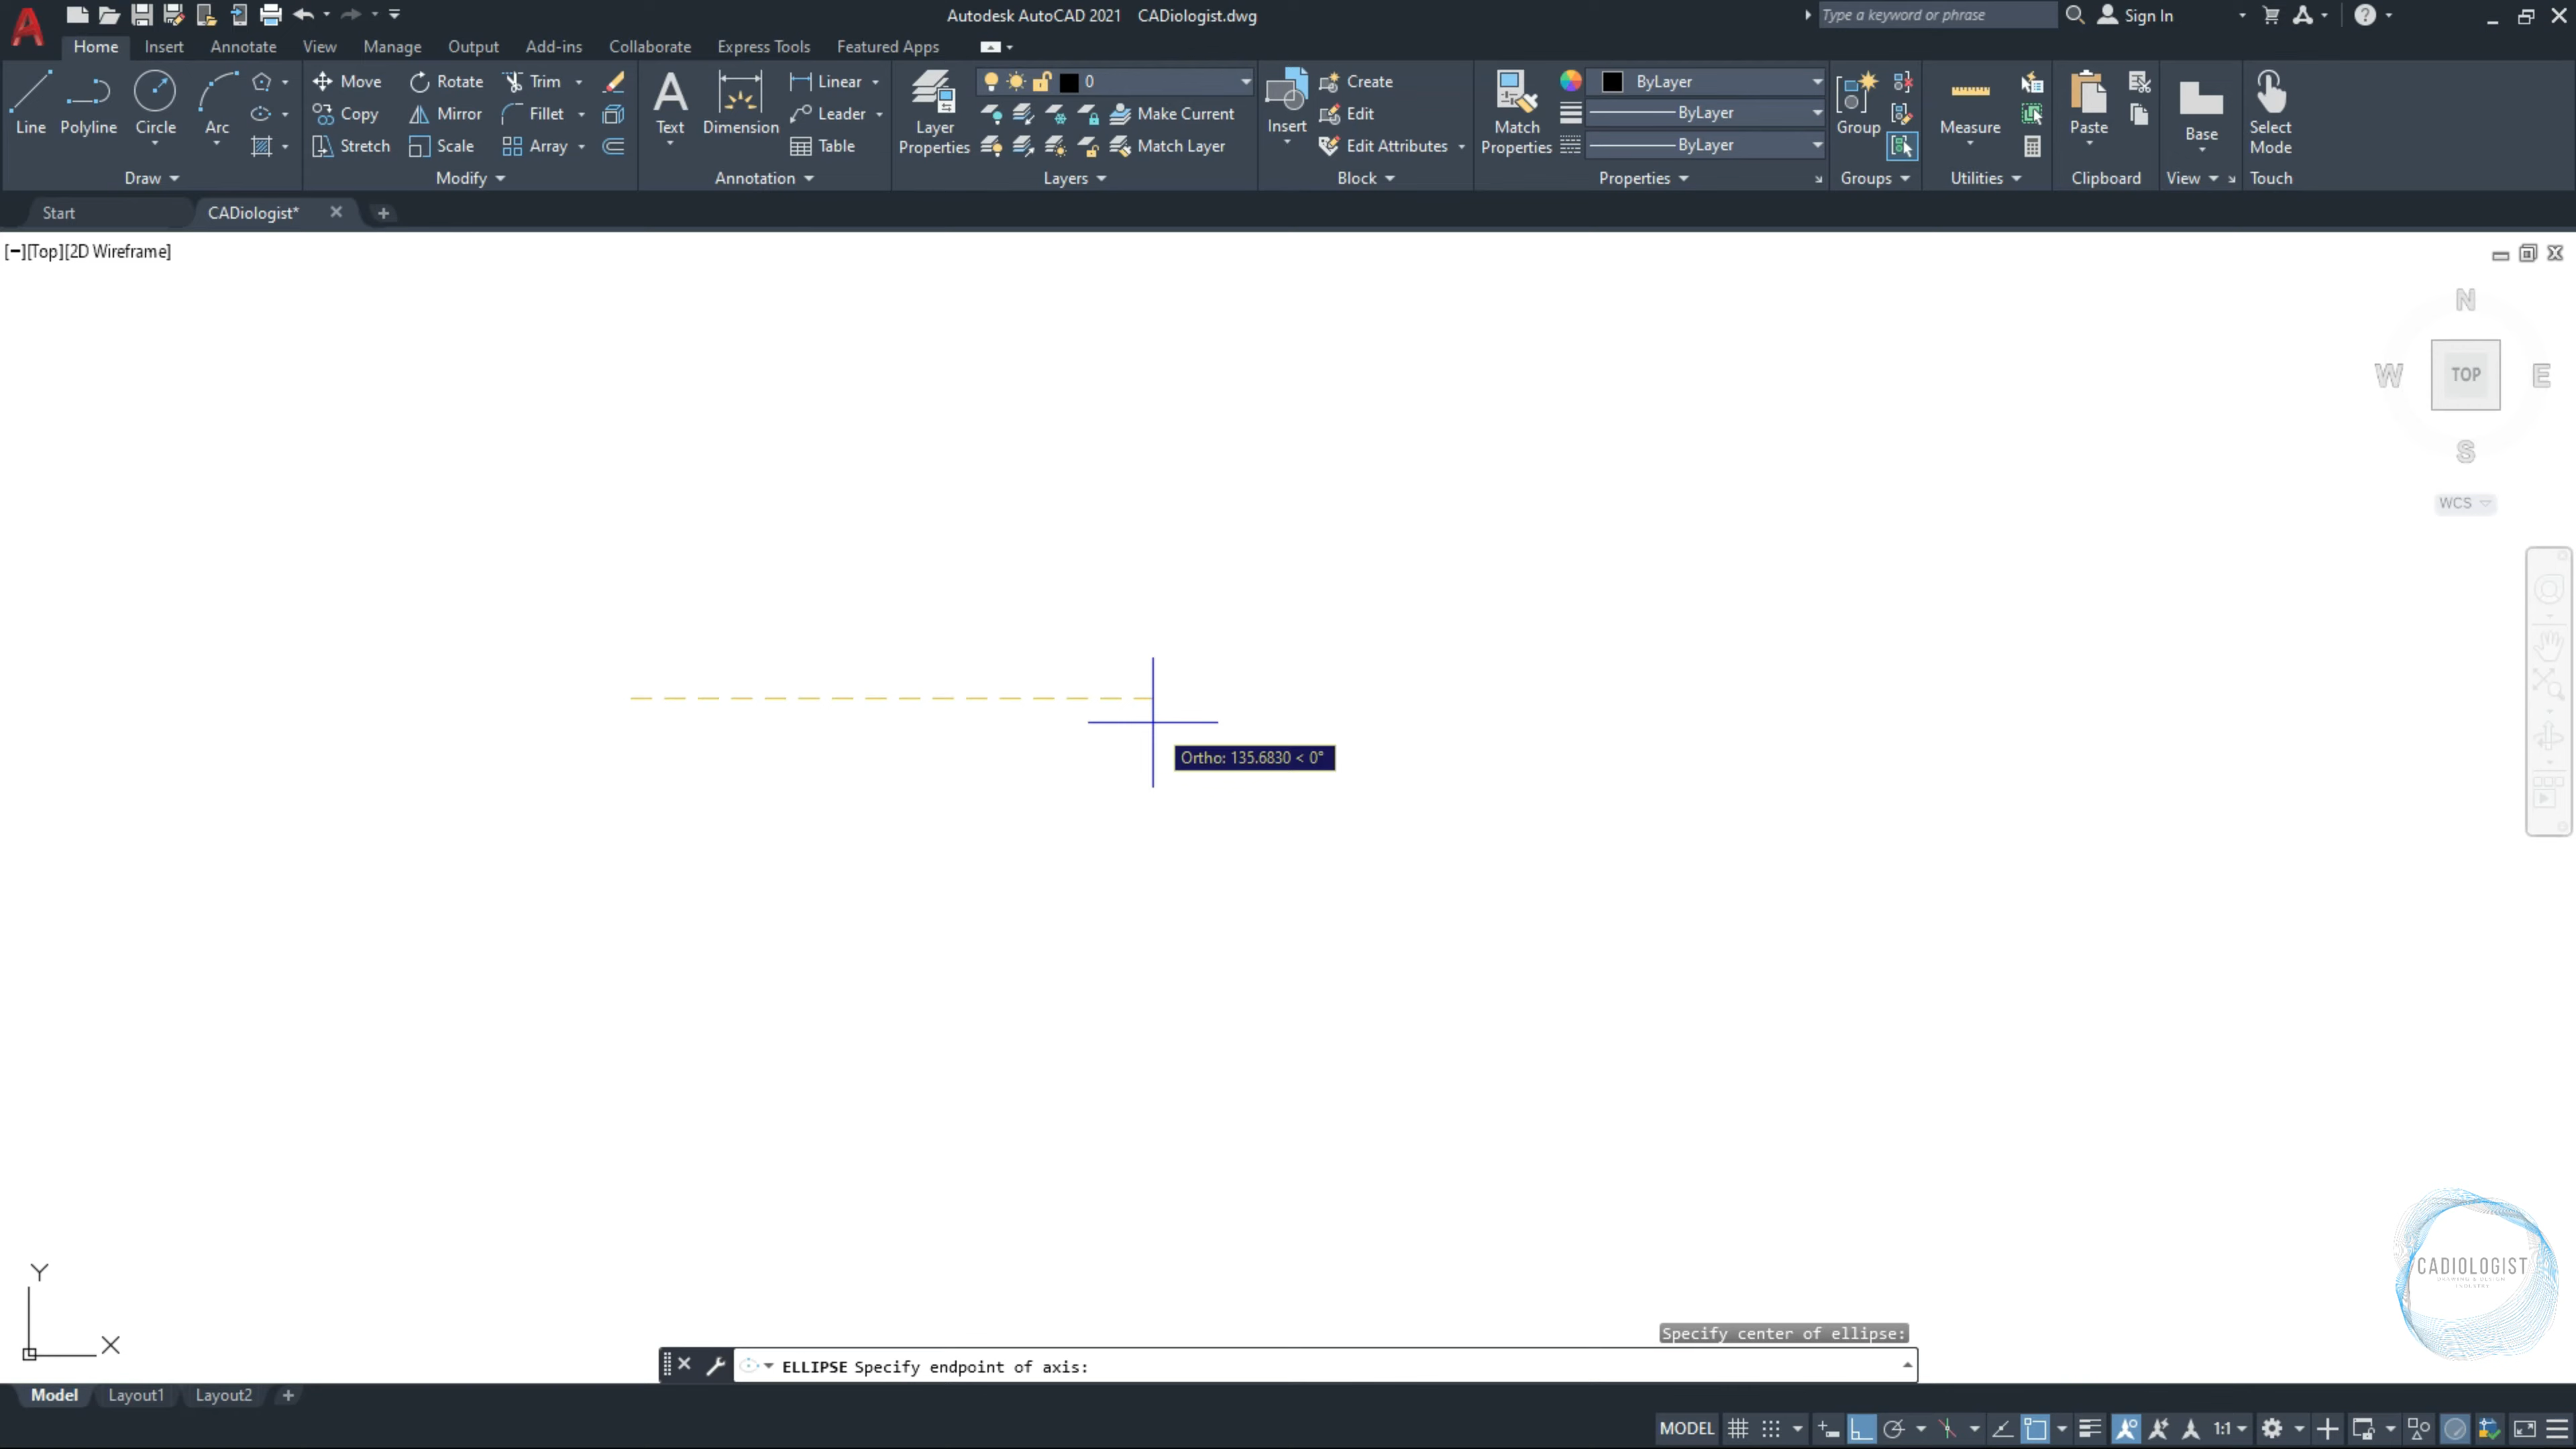 Autodesk AutoCAD 2021 CADiologist.dwg
Type a keyword or phrase
Sign In
Home Insert Annotate View Manage Output Add-ins Collaborate Express Tools Featured Apps
Move Rotate Trim
Linear
0
Create
ByLayer
Copy Mirror Fillet
Leader
Make Current
Edit
ByLayer
Line Polyline Circle Arc
Text Dimension
Layer
Properties
Insert
Match
Properties
Group
Measure
Paste
Base
Select
Mode
Stretch Scale Array
Table
Match Layer
Edit Attributes
ByLayer
Draw Modify Annotation Layers Block Properties Groups Utilities Clipboard View Touch
Start CADiologist*
[−][Top][2D Wireframe]
N
W TOP E
S
WCS
Ortho: 135.6830 < 0°
CADIOLOGIST
Y
X
Specify center of ellipse:
ELLIPSE Specify endpoint of axis:
Model Layout1 Layout2
MODEL
1:1